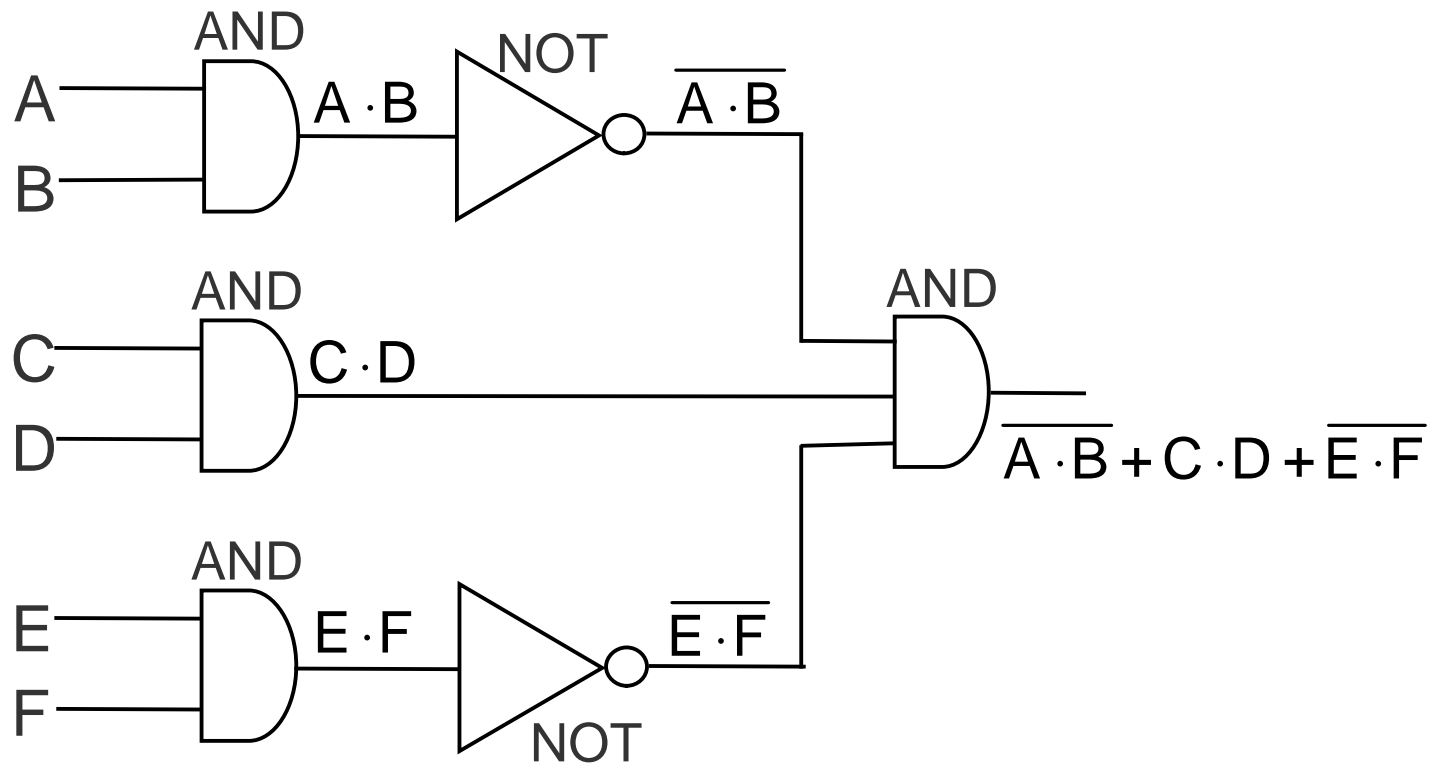 AND
NOT
A
A · B
A̅ ̅·̅ ̅B̅
B
AND
AND
C
C · D
D
A̅ ̅·̅ ̅B̅ + C · D + E̅ ̅·̅ ̅F̅
AND
E
E · F
E̅ ̅·̅ ̅F̅
F
NOT